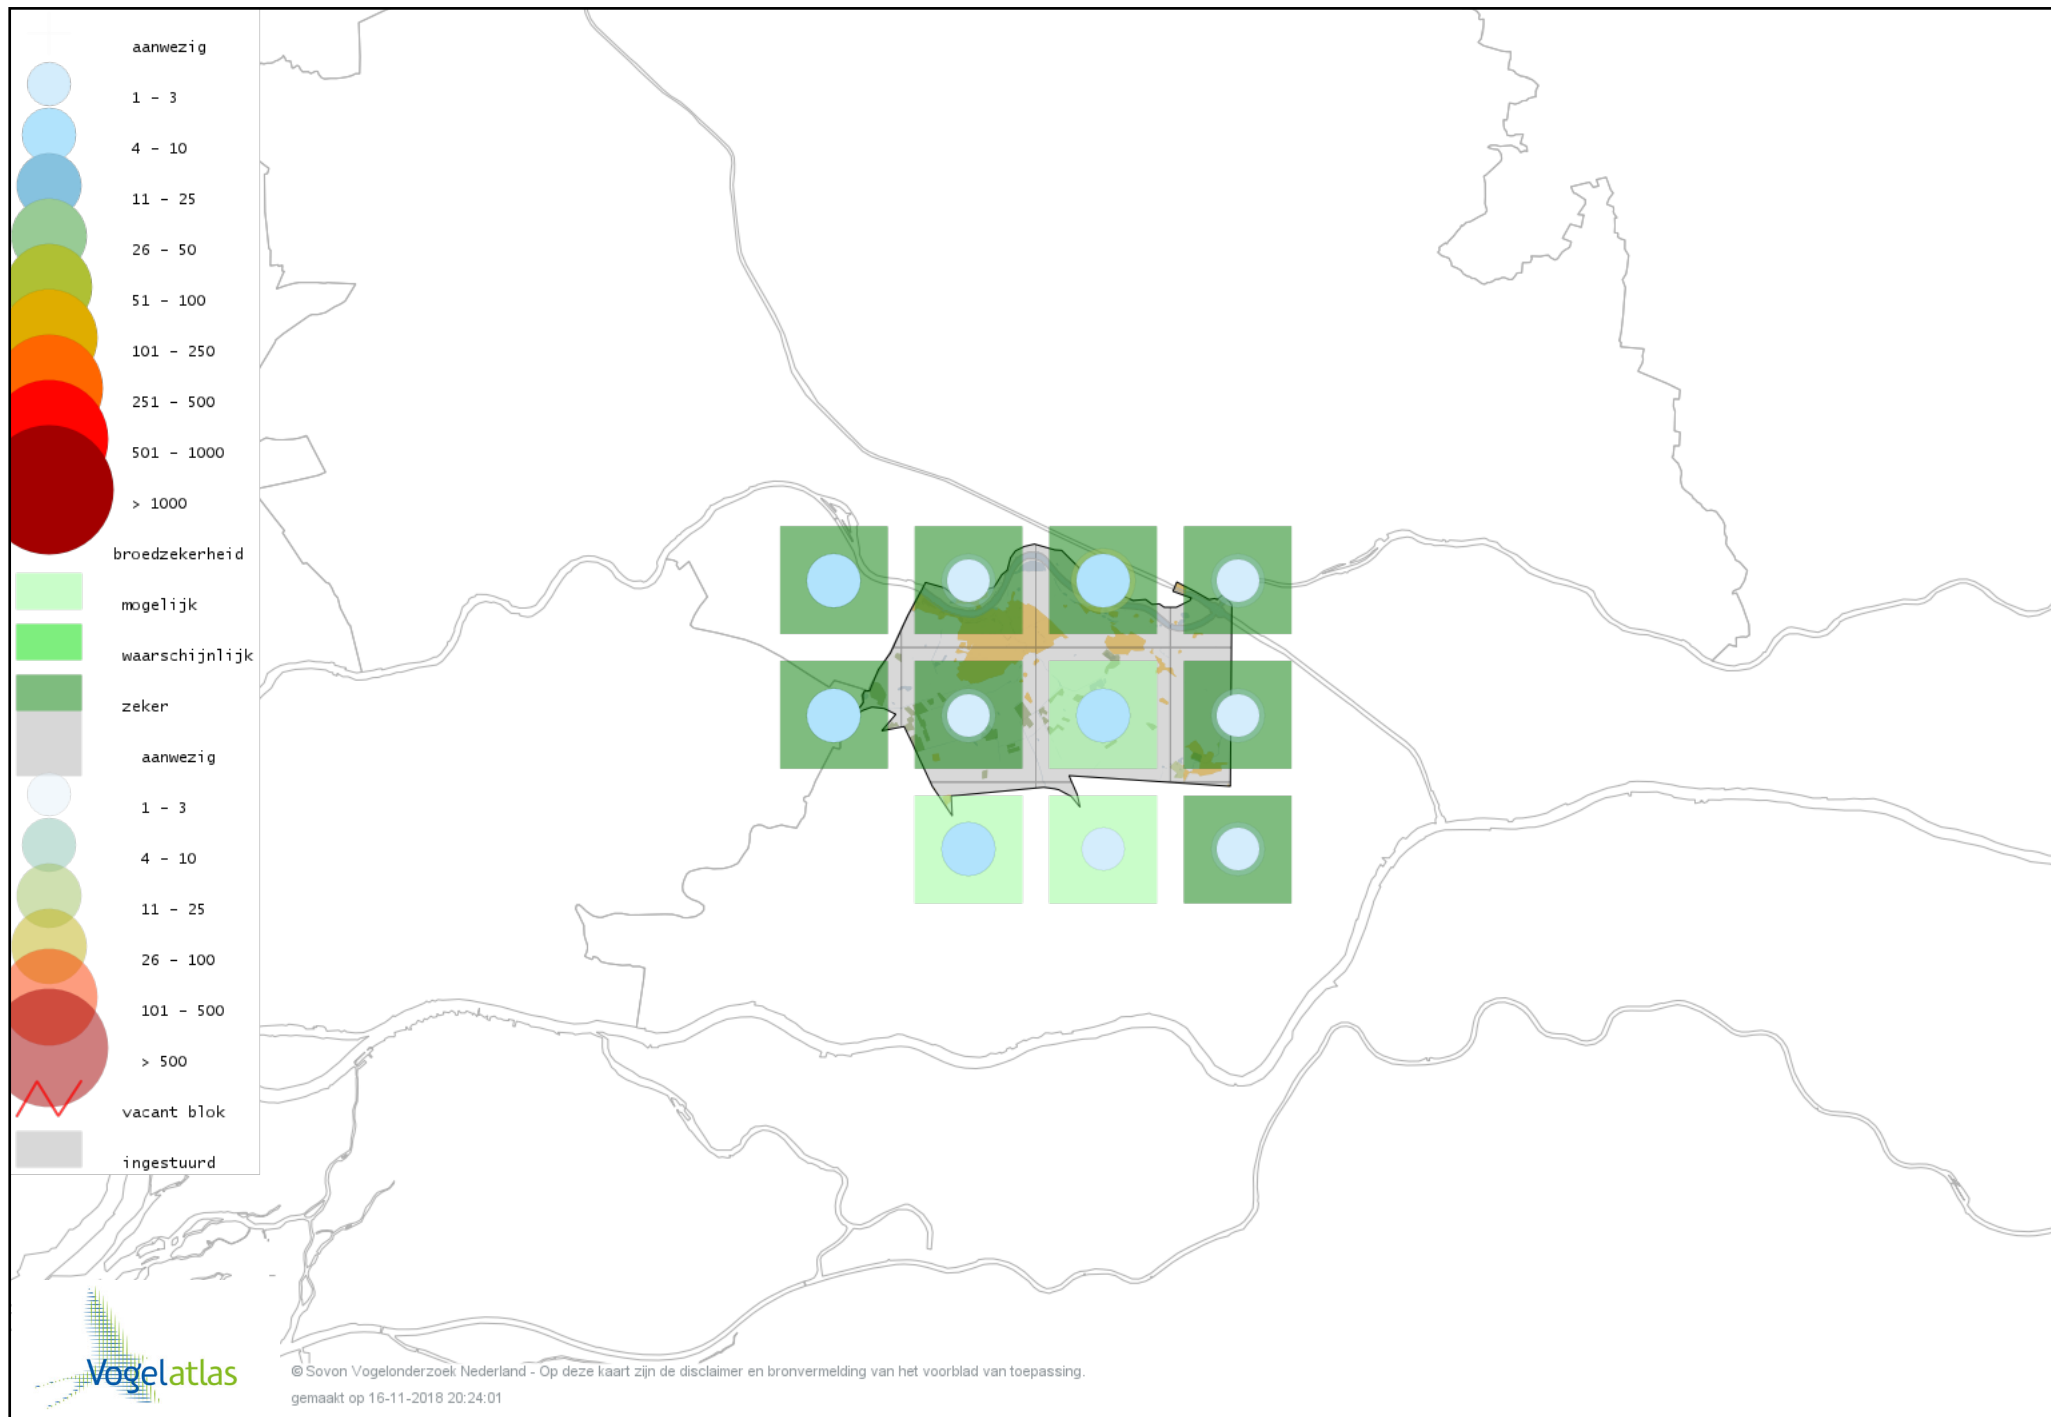 aanwezig
1 - 3
4 - 10
11 - 25
26 - 50
51 - 100
101 - 250
251 - 500
501 - 1000
> 1000
broedzekerheid
mogelijk
waarschijnlijk
zeker
aanwezig
1 - 3
4 - 10
11 - 25
26 - 100
101 - 500
> 500
vacant blok
ingestuurd
Vogelatlas
© Sovon Vogelonderzoek Nederland - Op deze kaart zijn de disclaimer en bronvermelding van het voorblad van toepassing.
gemaakt op 16-11-2018 20:24:01